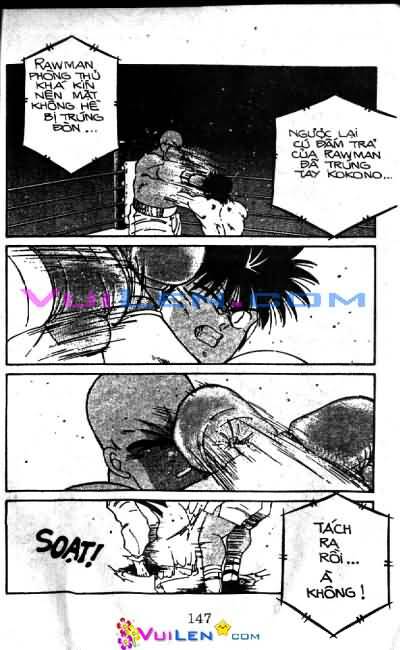 RAWMAN
PHÒNG THỦ
KHÁ KÍN
NÊN MẶT
KHÔNG HỀ
BỊ TRÚNG
ĐÒN...
NGƯỢC LẠI
CÚ ĐẤM TRẢ
CỦA RAWMAN
ĐÃ TRÚNG
TAY KOKONO...
VUILEN.COM
SOẠT!
TÁCH
RA
RỒI...
À
KHÔNG!
147
VUILEN.COM